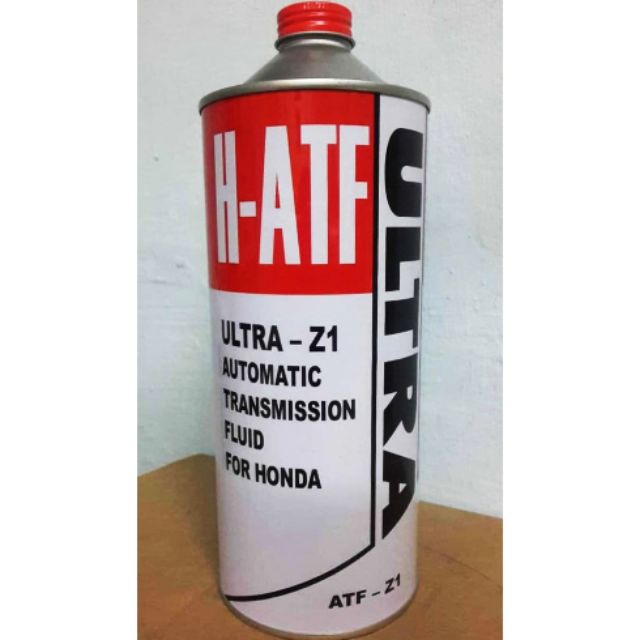 H-ATF
ULTRA
ULTRA – Z1
AUTOMATIC
TRANSMISSION
FLUID
FOR HONDA
ATF – Z1